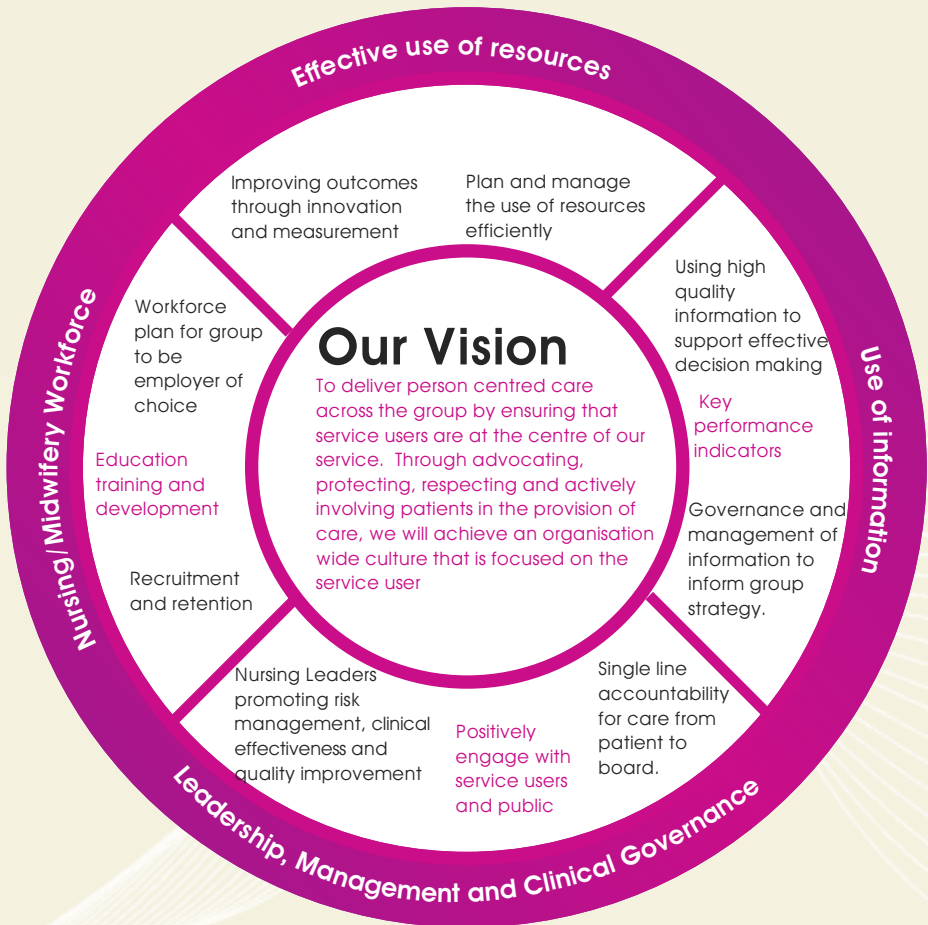 Effective use of resources
Improving outcomes
through innovation
and measurement
Plan and manage
the use of resources
efficiently
Use of information
Using high
quality
information to
support effective
decision making
Key
performance
indicators
Governance and
management of
information to
inform group
strategy.
Leadership, Management and Clinical Governance
Single line
accountability
for care from
patient to
board.
Positively
engage with
service users
and public
Nursing Leaders
promoting risk
management, clinical
effectiveness and
quality improvement
Nursing/Midwifery Workforce
Workforce
plan for group
to be
employer of
choice
Education
training and
development
Recruitment
and retention
Our Vision
To deliver person centred care
across the group by ensuring that
service users are at the centre of our
service. Through advocating,
protecting, respecting and actively
involving patients in the provision of
care, we will achieve an organisation
wide culture that is focused on the
service user